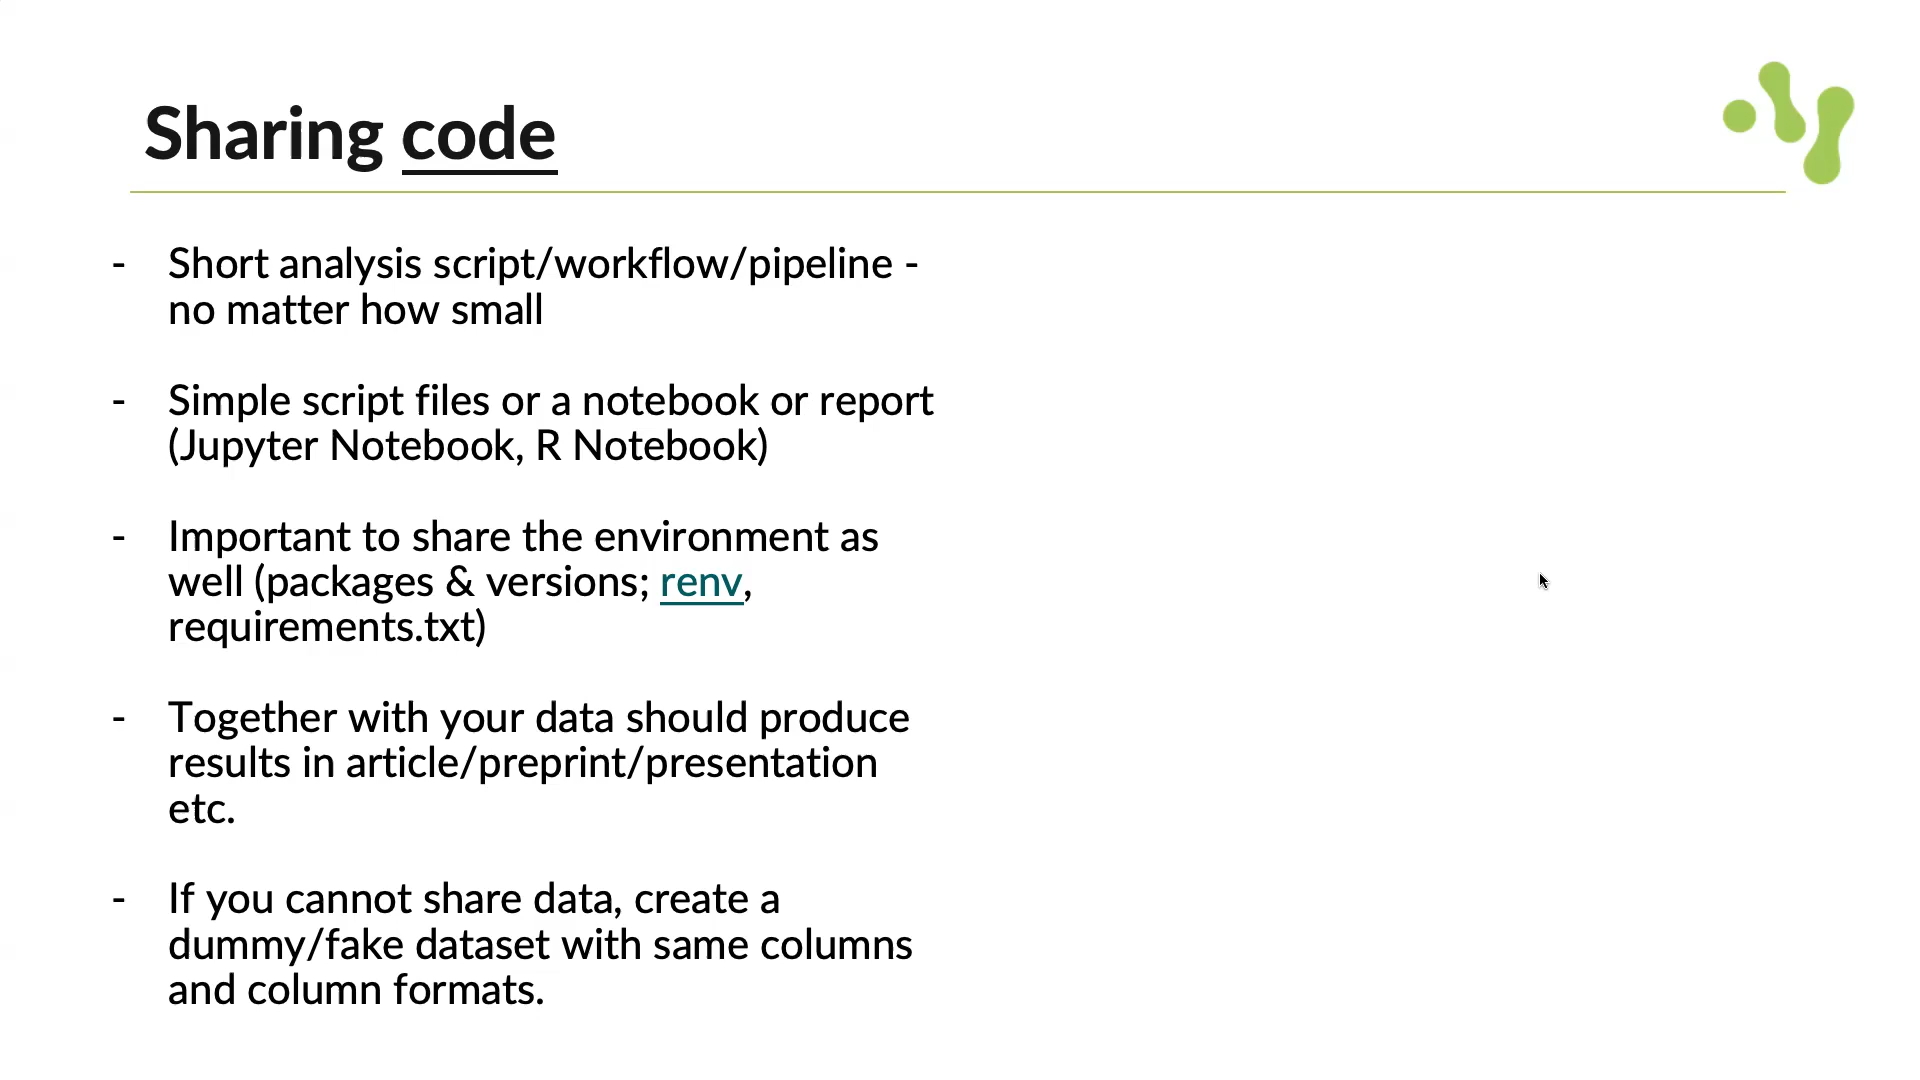 Sharing code
- Short analysis script/workflow/pipeline -
no matter how small
- Simple script files or a notebook or report
(Jupyter Notebook, R Notebook)
- Important to share the environment as
well (packages & versions; renv,
requirements.txt)
- Together with your data should produce
results in article/preprint/presentation
etc.
- If you cannot share data, create a
dummy/fake dataset with same columns
and column formats.